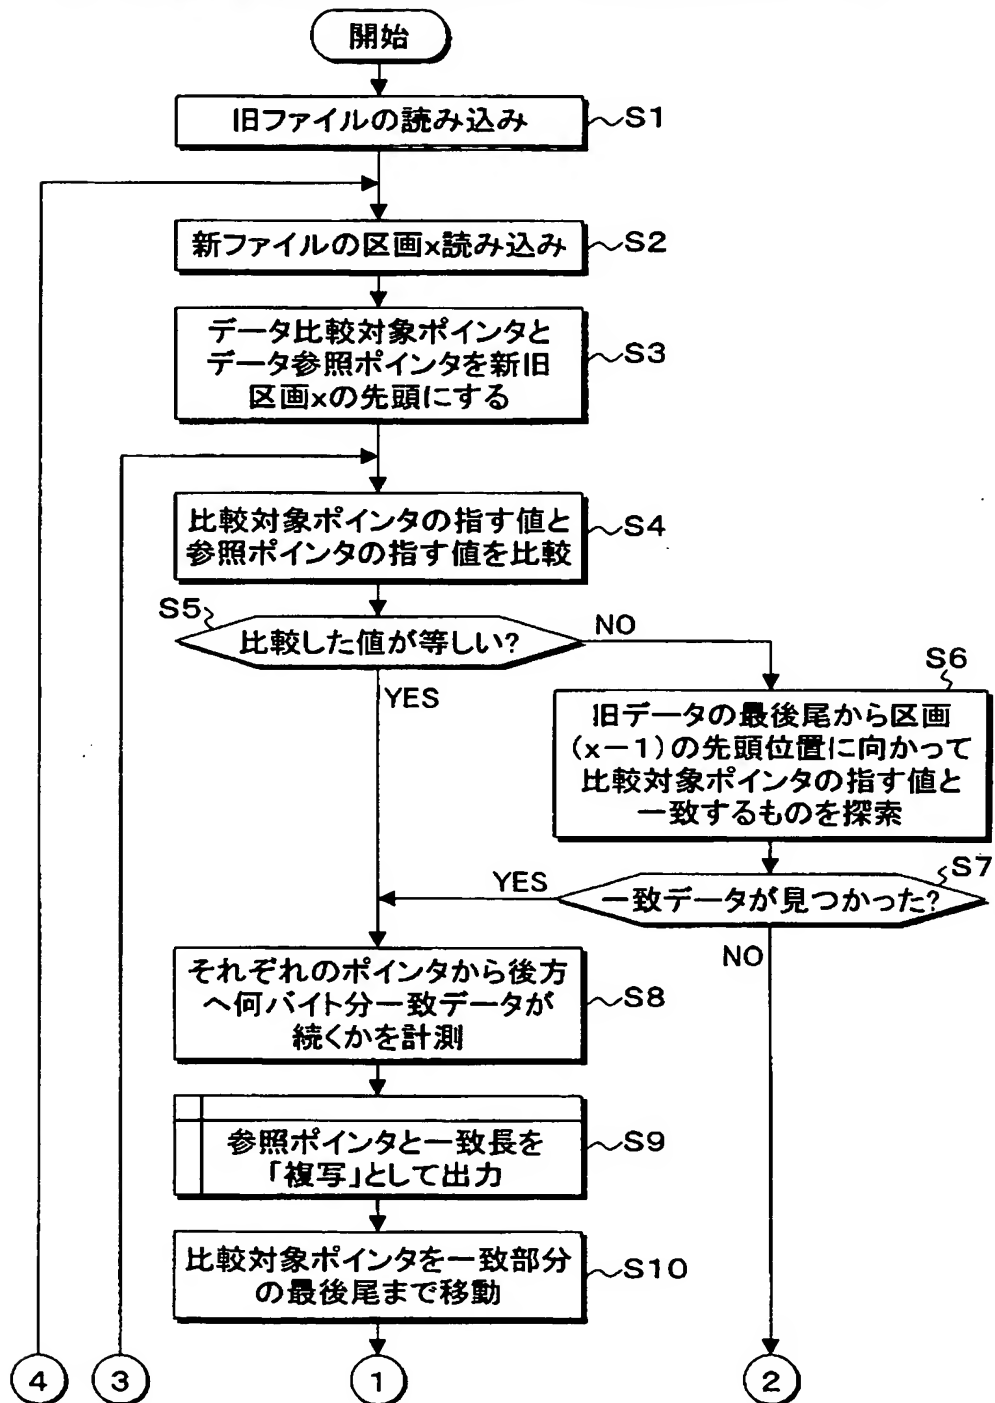 開始
旧ファイルの読み込み
S1
新ファイルの区画x読み込み
S2
データ比較対象ポインタと
データ参照ポインタを新旧
区画xの先頭にする
S3
比較対象ポインタの指す値と
参照ポインタの指す値を比較
S4
S5
比較した値が等しい?
NO
YES
S6
旧データの最後尾から区画
(x-1)の先頭位置に向かって
比較対象ポインタの指す値と
一致するものを探索
S7
一致データが見つかった?
YES
NO
それぞれのポインタから後方
へ何バイト分一致データが
続くかを計測
S8
参照ポインタと一致長を
「複写」として出力
S9
比較対象ポインタを一致部分
の最後尾まで移動
S10
4
3
1
2